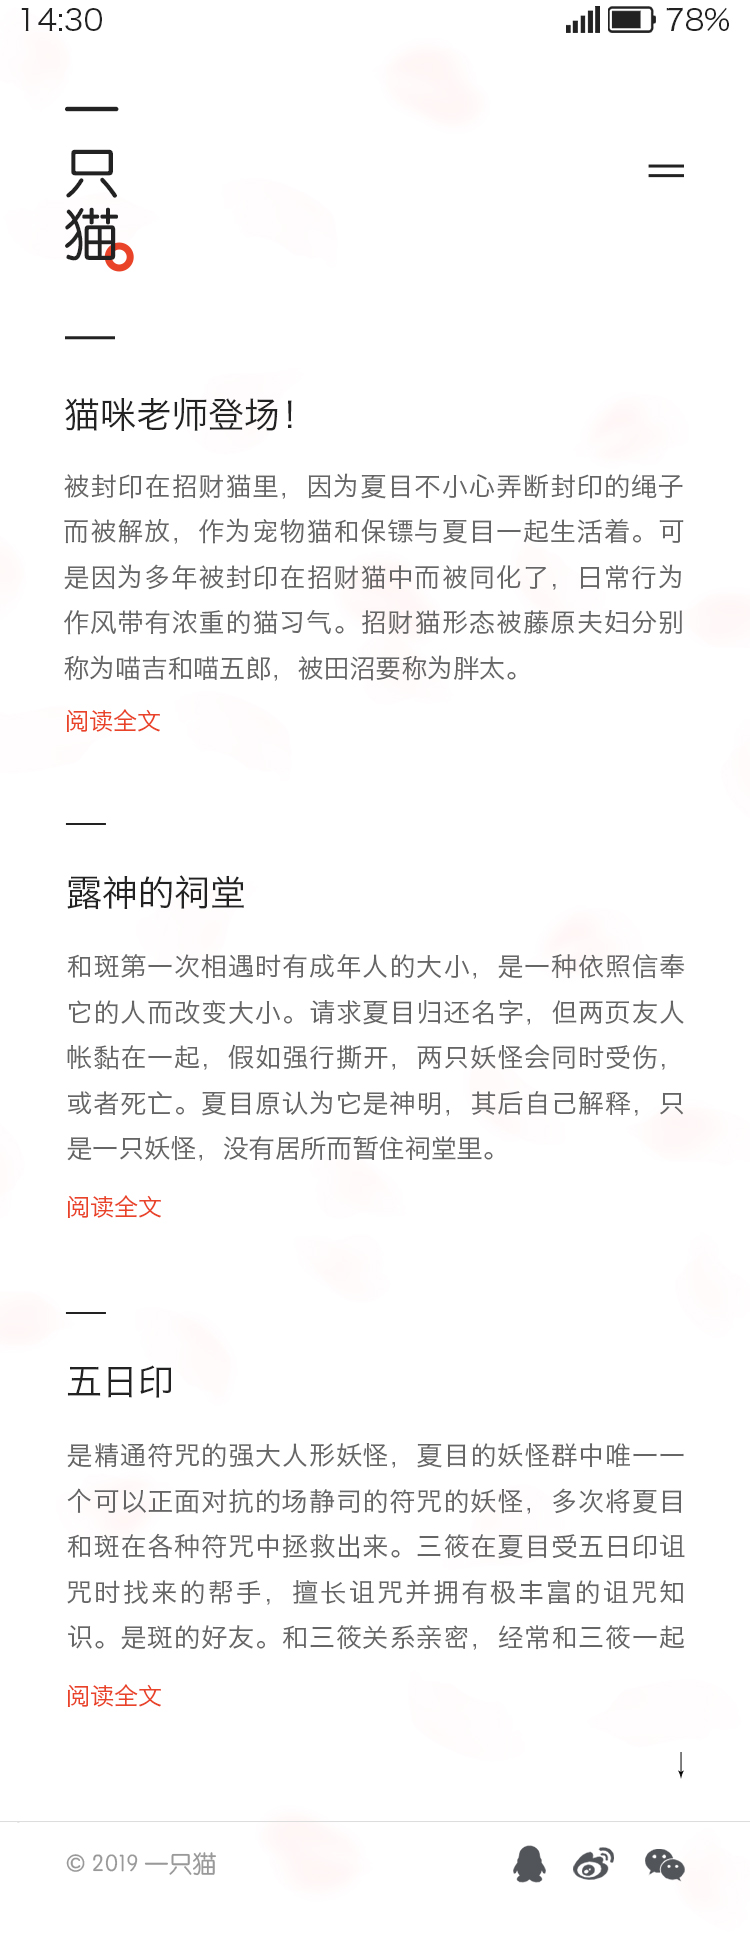 14:30
78%
一
只
猫
猫咪老师登场！
被封印在招财猫里，因为夏目不小心弄断封印的绳子
而被解放，作为宠物猫和保镖与夏目一起生活着。可
是因为多年被封印在招财猫中而被同化了，日常行为
作风带有浓重的猫习气。招财猫形态被藤原夫妇分别
称为喵吉和喵五郎，被田沼要称为胖太。
阅读全文
露神的祠堂
和斑第一次相遇时有成年人的大小，是一种依照信奉
它的人而改变大小。请求夏目归还名字，但两页友人
帐黏在一起，假如强行撕开，两只妖怪会同时受伤，
或者死亡。夏目原认为它是神明，其后自己解释，只
是一只妖怪，没有居所而暂住祠堂里。
阅读全文
五日印
是精通符咒的强大人形妖怪，夏目的妖怪群中唯一一
个可以正面对抗的场静司的符咒的妖怪，多次将夏目
和斑在各种符咒中拯救出来。三筱在夏目受五日印诅
咒时找来的帮手，擅长诅咒并拥有极丰富的诅咒知
识。是斑的好友。和三筱关系亲密，经常和三筱一起
阅读全文
© 2019 一只猫